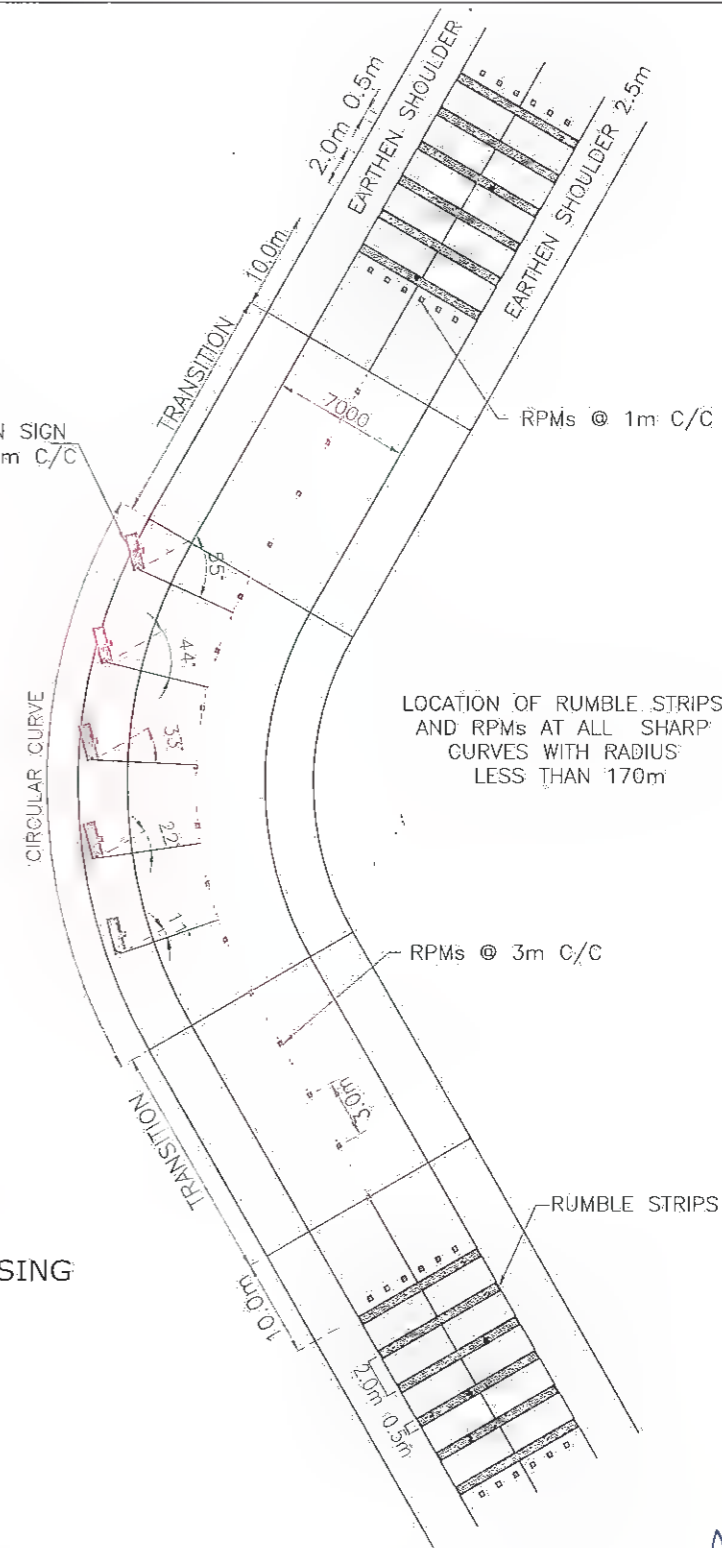 EARTHEN SHOULDER
2.0m 0.5m
EARTHEN SHOULDER 2.5m
10.0m
TRANSITION
7000
RPMs @ 1m C/C
N SIGN
m C/C
55°
44°
33°
22°
11°
CIRCULAR CURVE
LOCATION OF RUMBLE STRIPS
AND RPMs AT ALL SHARP
CURVES WITH RADIUS
LESS THAN 170m
RPMs @ 3m C/C
3.0m
TRANSITION
RUMBLE STRIPS
SING
10.0m
2.0m
0.5m